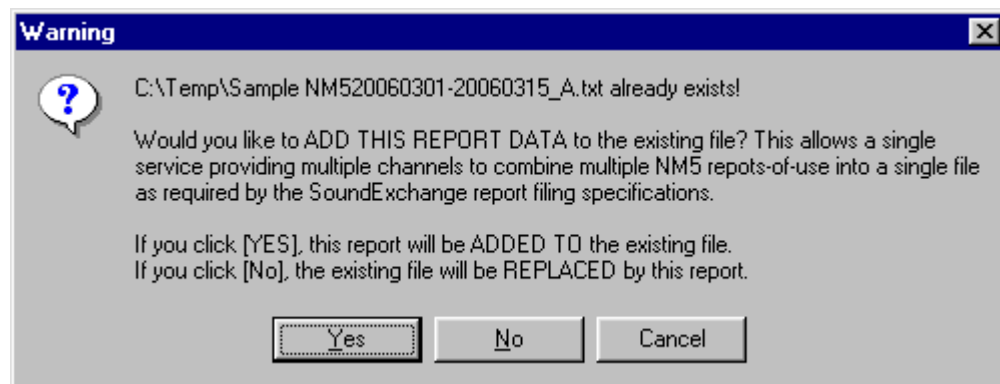 Warning
C:\Temp\Sample NM520060301-20060315_A.txt already exists!
Would you like to ADD THIS REPORT DATA to the existing file? This allows a single
service providing multiple channels to combine multiple NM5 repots-of-use into a single file
as required by the SoundExchange report filing specifications.
If you click [YES], this report will be ADDED TO the existing file.
If you click [No], the existing file will be REPLACED by this report.
Yes No Cancel